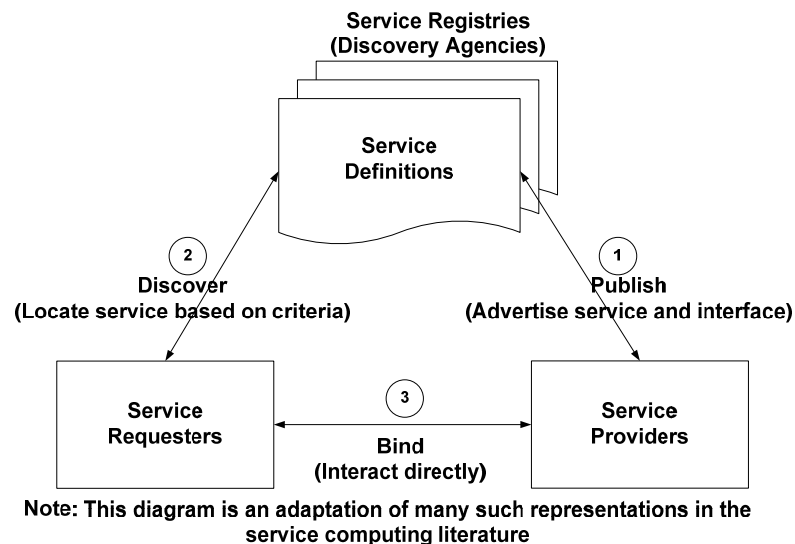 Service Registries
(Discovery Agencies)
Service
Definitions
2
Discover
(Locate service based on criteria)
1
Publish
(Advertise service and interface)
Service
Requesters
3
Bind
(Interact directly)
Service
Providers
Note: This diagram is an adaptation of many such representations in the
service computing literature